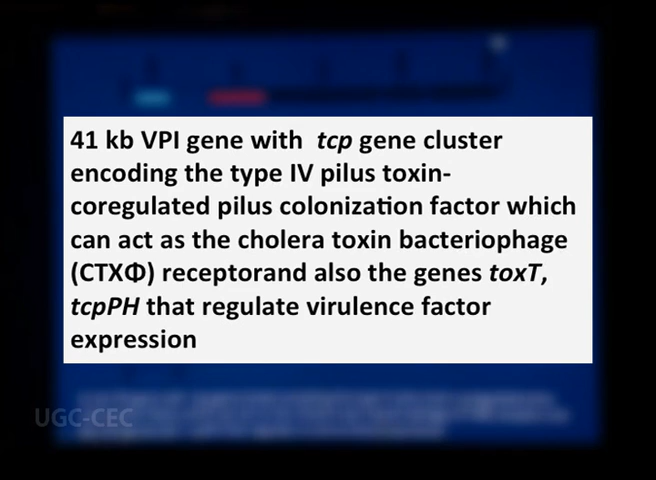 41 kb VPI gene with tcp gene cluster
encoding the type IV pilus toxin-
coregulated pilus colonization factor which
can act as the cholera toxin bacteriophage
(CTXΦ) receptorand also the genes toxT,
tcpPH that regulate virulence factor
expression
UGC-CEC